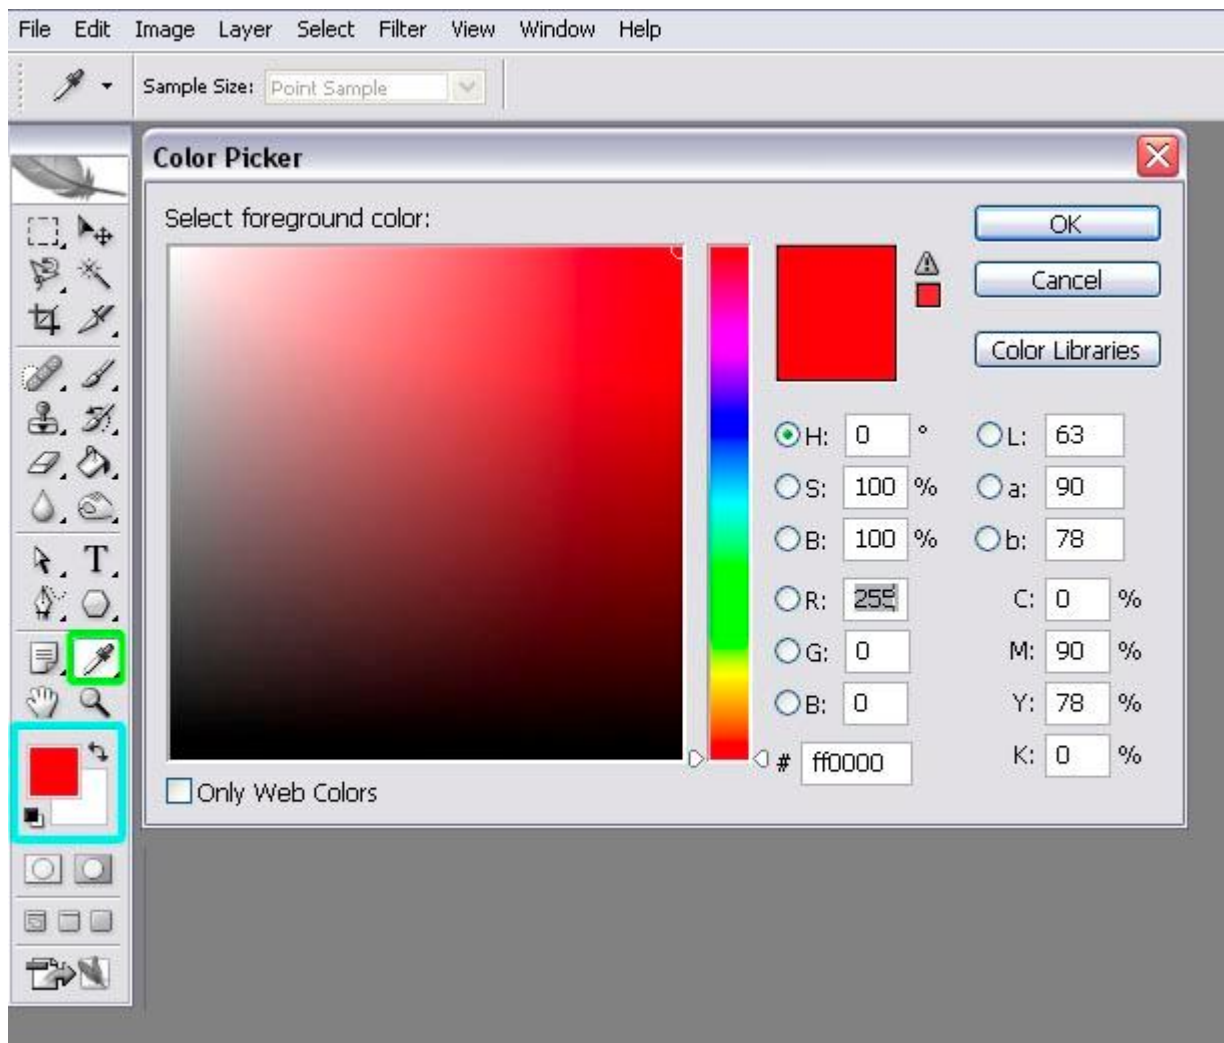 File Edit Image Layer Select Filter View Window Help
Sample Size: Point Sample
Color Picker
Select foreground color:
OK
Cancel
Color Libraries
H: 0 °
S: 100 %
B: 100 %
R: 255
G: 0
B: 0
# ff0000
L: 63
a: 90
b: 78
C: 0 %
M: 90 %
Y: 78 %
K: 0 %
Only Web Colors
T